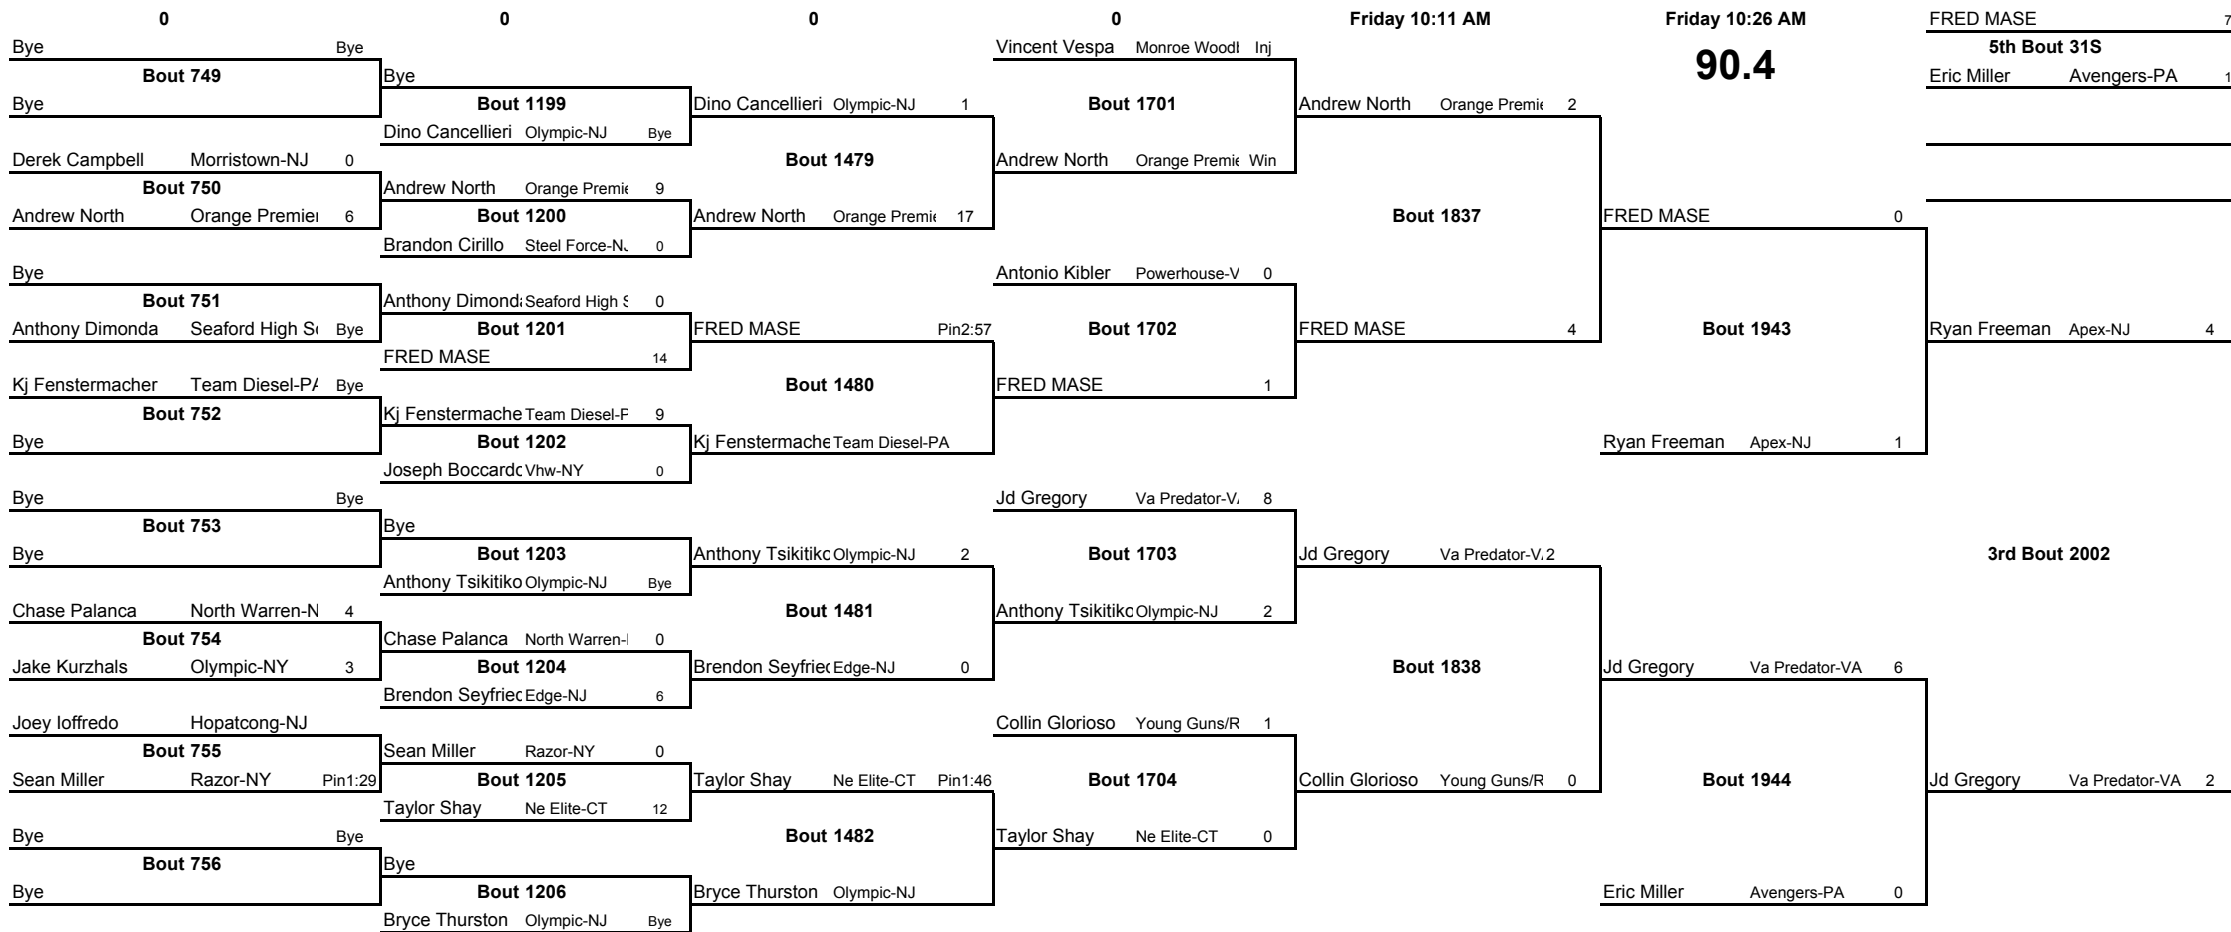 0 0 0 0 Friday 10:11 AM Friday 10:26 AM FRED MASE 7
Bye Bye Vincent Vespa Monroe Woodl Inj 90.4 5th Bout 31S
Bout 749 Bye Eric Miller Avengers-PA 1
Bye Bout 1199 Dino Cancellieri Olympic-NJ 1 Bout 1701 Andrew North Orange Premie 2
Dino Cancellieri Olympic-NJ Bye
Derek Campbell Morristown-NJ 0 Bout 1479 Andrew North Orange Premie Win
Bout 750 Andrew North Orange Premie 9
Andrew North Orange Premier 6 Bout 1200 Andrew North Orange Premie 17 Bout 1837 FRED MASE 0
Brandon Cirillo Steel Force-NJ 0
Bye Antonio Kibler Powerhouse-V 0
Bout 751 Anthony Dimonda Seaford High S 0
Anthony Dimonda Seaford High Sc Bye Bout 1201 FRED MASE Pin2:57 Bout 1702 FRED MASE 4 Bout 1943 Ryan Freeman Apex-NJ 4
FRED MASE 14
Kj Fenstermacher Team Diesel-PA Bye Bout 1480 FRED MASE 1
Bout 752 Kj Fenstermache Team Diesel-P 9
Bye Bout 1202 Kj Fenstermache Team Diesel-PA Ryan Freeman Apex-NJ 1
Joseph Boccardo Vhw-NY 0
Bye Bye Jd Gregory Va Predator-VA 8
Bout 753 Bye
Bye Bout 1203 Anthony Tsikitiko Olympic-NJ 2 Bout 1703 Jd Gregory Va Predator-VA 2 3rd Bout 2002
Anthony Tsikitiko Olympic-NJ Bye
Chase Palanca North Warren-N 4 Bout 1481 Anthony Tsikitiko Olympic-NJ 2
Bout 754 Chase Palanca North Warren- 0
Jake Kurzhals Olympic-NY 3 Bout 1204 Brendon Seyfried Edge-NJ 0 Bout 1838 Jd Gregory Va Predator-VA 6
Brendon Seyfried Edge-NJ 6
Joey Ioffredo Hopatcong-NJ Collin Glorioso Young Guns/R 1
Bout 755 Sean Miller Razor-NY 0
Sean Miller Razor-NY Pin1:29 Bout 1205 Taylor Shay Ne Elite-CT Pin1:46 Bout 1704 Collin Glorioso Young Guns/R 0 Bout 1944 Jd Gregory Va Predator-VA 2
Taylor Shay Ne Elite-CT 12
Bye Bye Bout 1482 Taylor Shay Ne Elite-CT 0
Bout 756 Bye
Bye Bout 1206 Bryce Thurston Olympic-NJ Eric Miller Avengers-PA 0
Bryce Thurston Olympic-NJ Bye